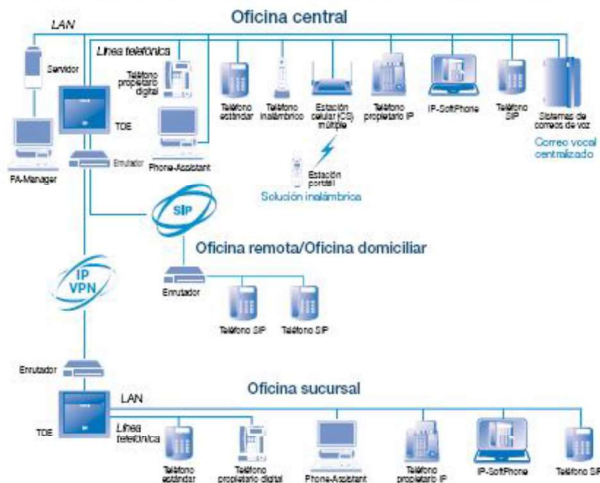 Oficina central
LAN
Línea telefónica
Servidor
Teléfono
propietario
digital
Teléfono
estándar
Teléfono
inalámbrico
Estación
celular (CS)
múltiple
Teléfono
propietario IP
IP-SoftPhone
Teléfono
SIP
Sistemas de
correos de voz
Correo vocal
centralizado
TDE
PA-Manager
Enrutador
Phone-Assistant
Estación
portátil
Solución inalámbrica
SIP
Oficina remota/Oficina domiciliar
IP
VPN
Enrutador
Teléfono SIP
Teléfono SIP
Enrutador
LAN
Oficina sucursal
TDE
Línea
telefónica
Teléfono
estándar
Teléfono
propietario digital
Phone-Assistant
Teléfono
propietario IP
IP-SoftPhone
Teléfono SIP